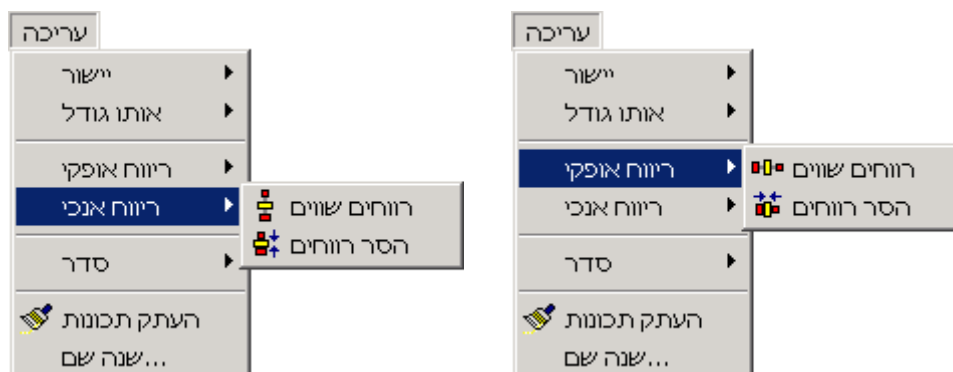 עריכה
יישור
אותו גודל
ריווח אופקי
ריווח אנכי
רווחים שווים
הסר רווחים
סדר
העתק תכונות
שנה שם...
עריכה
יישור
אותו גודל
ריווח אופקי
רווחים שווים
הסר רווחים
ריווח אנכי
סדר
העתק תכונות
שנה שם...